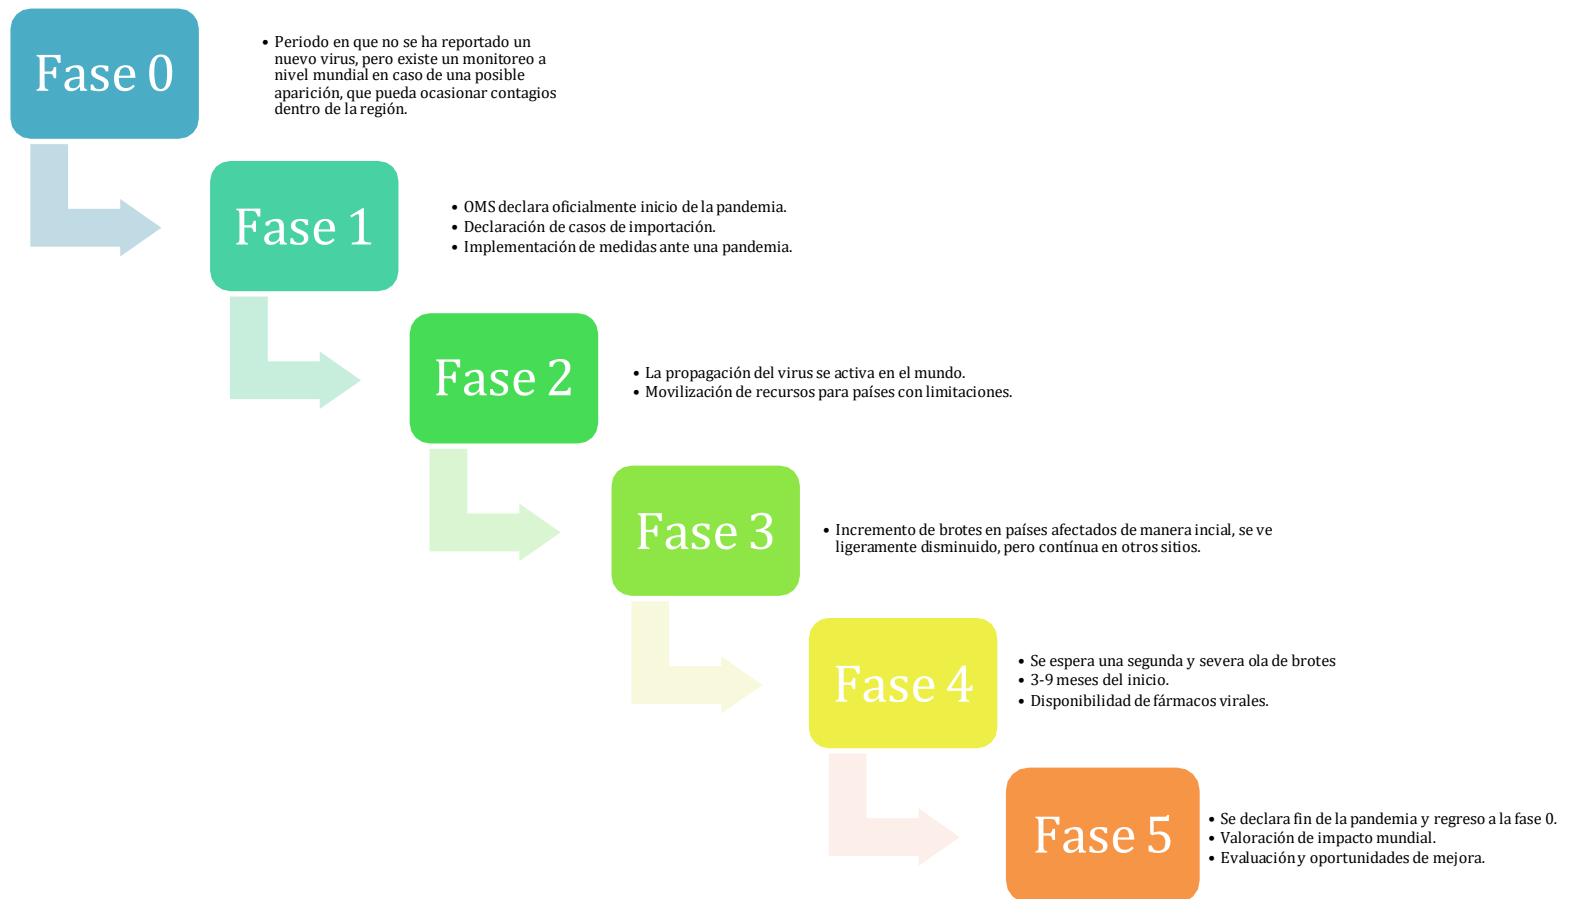 Fase 0
• Periodo en que no se ha reportado un
nuevo virus, pero existe un monitoreo a
nivel mundial en caso de una posible
aparición, que pueda ocasionar contagios
dentro de la región.
Fase 1
• OMS declara oficialmente inicio de la pandemia.
• Declaración de casos de importación.
• Implementación de medidas ante una pandemia.
Fase 2
• La propagación del virus se activa en el mundo.
• Movilización de recursos para países con limitaciones.
Fase 3
• Incremento de brotes en países afectados de manera incial, se ve
ligeramente disminuido, pero contínua en otros sitios.
Fase 4
• Se espera una segunda y severa ola de brotes
• 3-9 meses del inicio.
• Disponibilidad de fármacos virales.
Fase 5
• Se declara fin de la pandemia y regreso a la fase 0.
• Valoración de impacto mundial.
• Evaluación y oportunidades de mejora.